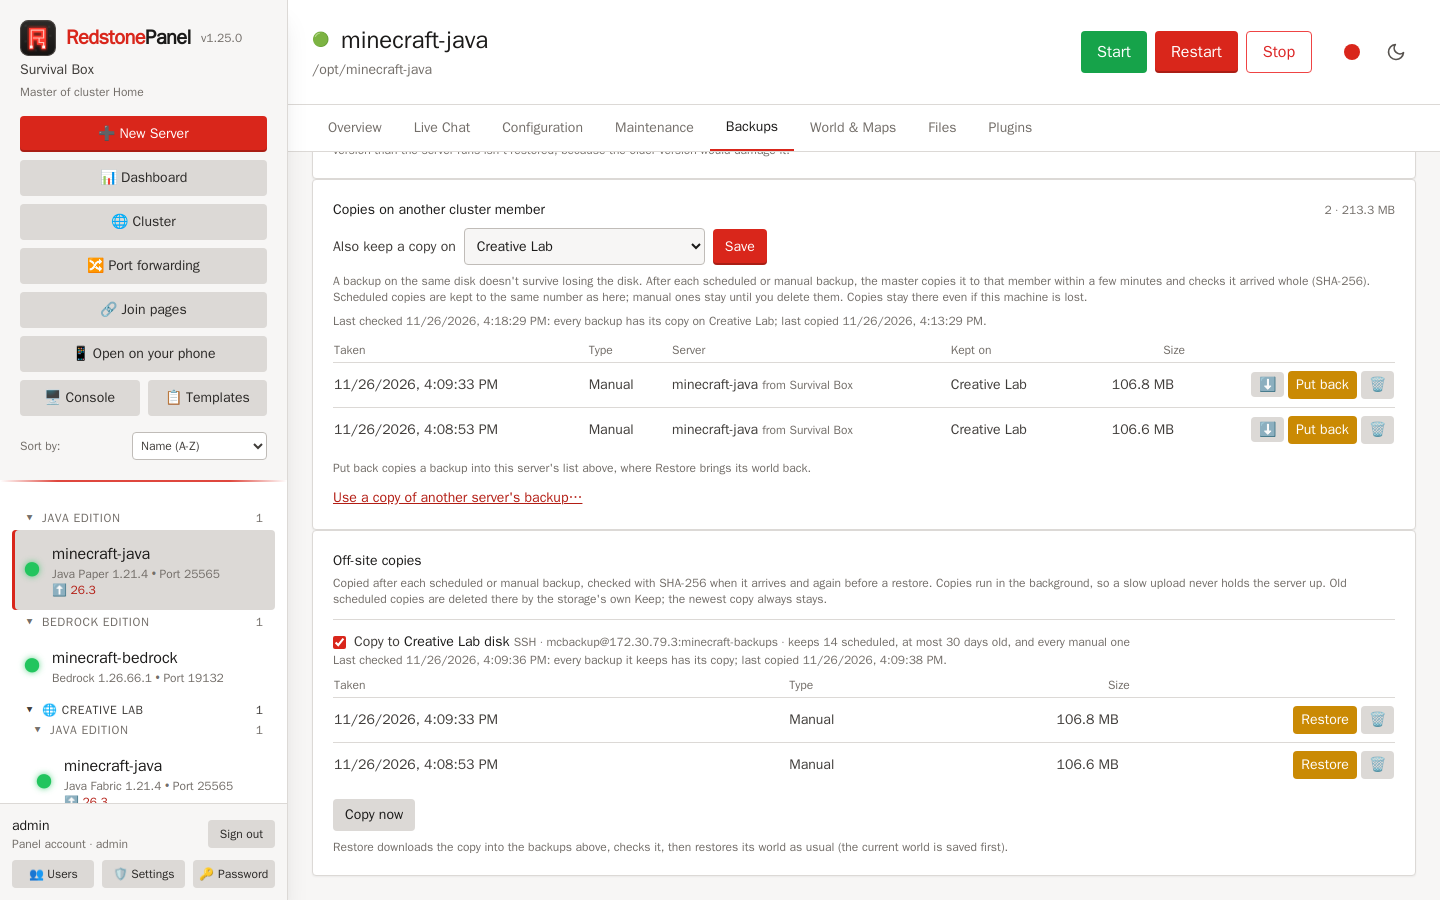 RedstonePanel v1.25.0
Survival Box
Master of cluster Home
➕ New Server
📊 Dashboard
🌐 Cluster
🔀 Port forwarding
🔗 Join pages
📱 Open on your phone
🖥️ Console
📋 Templates
Sort by:
Name (A-Z)
JAVA EDITION 1
minecraft-java
Java Paper 1.21.4 • Port 25565
⬆️ 26.3
BEDROCK EDITION 1
minecraft-bedrock
Bedrock 1.26.66.1 • Port 19132
🌐 CREATIVE LAB 1
JAVA EDITION 1
minecraft-java
Java Fabric 1.21.4 • Port 25565
⬆️ 26.3
admin
Panel account · admin
Sign out
👥 Users
🛡️ Settings
🔑 Password
minecraft-java
/opt/minecraft-java
Start
Restart
Stop
Overview
Live Chat
Configuration
Maintenance
Backups
World & Maps
Files
Plugins
version than the server runs isn't restored, because the older version would damage it.
Copies on another cluster member
2 · 213.3 MB
Also keep a copy on
Creative Lab
Save
A backup on the same disk doesn't survive losing the disk. After each scheduled or manual backup, the master copies it to that member within a few minutes and checks it arrived whole (SHA-256).
Scheduled copies are kept to the same number as here; manual ones stay until you delete them. Copies stay there even if this machine is lost.
Last checked 11/26/2026, 4:18:29 PM: every backup has its copy on Creative Lab; last copied 11/26/2026, 4:13:29 PM.
Taken Type Server Kept on Size
11/26/2026, 4:09:33 PM Manual minecraft-java from Survival Box Creative Lab 106.8 MB ⬇️ Put back 🗑️
11/26/2026, 4:08:53 PM Manual minecraft-java from Survival Box Creative Lab 106.6 MB ⬇️ Put back 🗑️
Put back copies a backup into this server's list above, where Restore brings its world back.
Use a copy of another server's backup…
Off-site copies
Copied after each scheduled or manual backup, checked with SHA-256 when it arrives and again before a restore. Copies run in the background, so a slow upload never holds the server up. Old
scheduled copies are deleted there by the storage's own Keep; the newest copy always stays.
Copy to Creative Lab disk SSH · mcbackup@172.30.79.3:minecraft-backups · keeps 14 scheduled, at most 30 days old, and every manual one
Last checked 11/26/2026, 4:09:36 PM: every backup it keeps has its copy; last copied 11/26/2026, 4:09:38 PM.
Taken Type Size
11/26/2026, 4:09:33 PM Manual 106.8 MB Restore 🗑️
11/26/2026, 4:08:53 PM Manual 106.6 MB Restore 🗑️
Copy now
Restore downloads the copy into the backups above, checks it, then restores its world as usual (the current world is saved first).